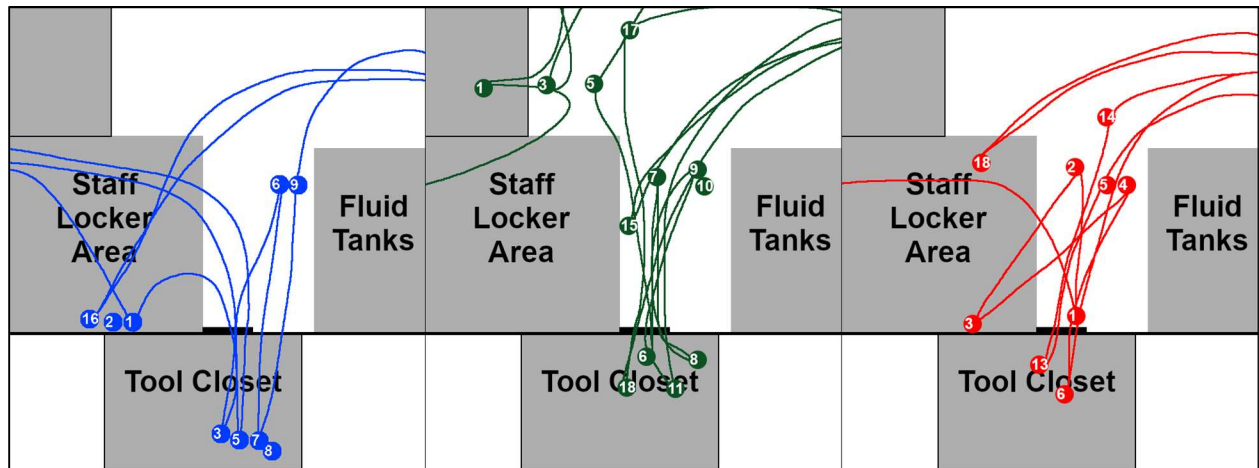 Staff
Locker
Area
Fluid
Tanks
Tool Closet
6
9
16
2
1
3
5
7
8
Staff
Locker
Area
Fluid
Tanks
Tool Closet
17
1
3
5
7
9
10
15
6
8
18
11
Staff
Locker
Area
Fluid
Tanks
Tool Closet
14
18
2
5
4
3
1
13
6